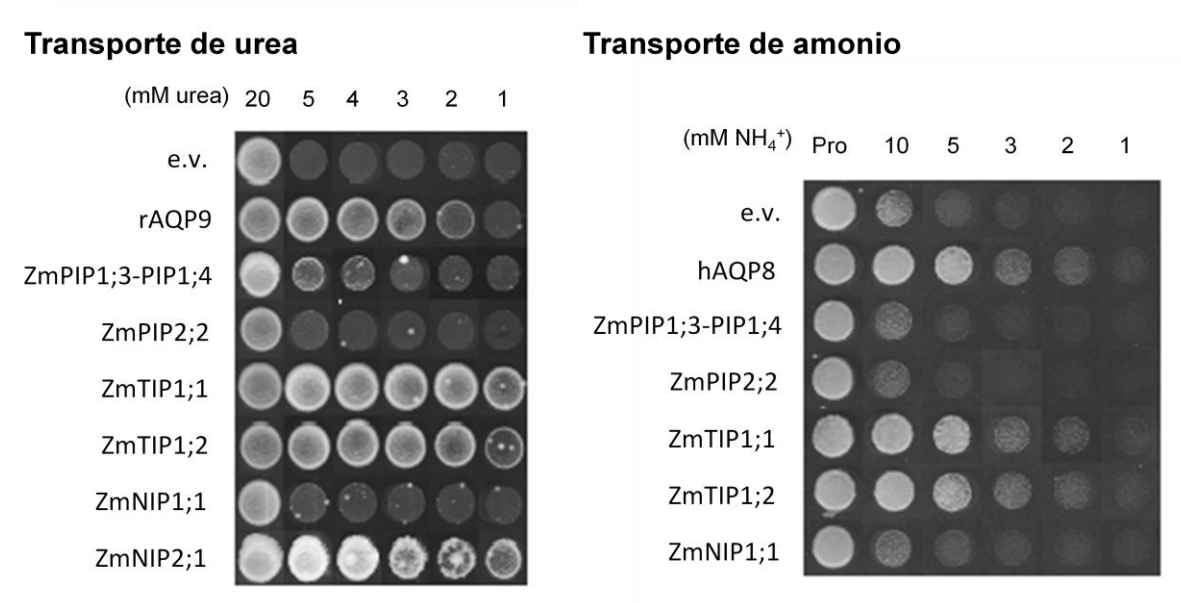 Transporte de urea
(mM urea) 20 5 4 3 2 1
e.v.
rAQP9
ZmPIP1;3-PIP1;4
ZmPIP2;2
ZmTIP1;1
ZmTIP1;2
ZmNIP1;1
ZmNIP2;1
Transporte de amonio
(mM NH₄⁺) Pro 10 5 3 2 1
e.v.
hAQP8
ZmPIP1;3-PIP1;4
ZmPIP2;2
ZmTIP1;1
ZmTIP1;2
ZmNIP1;1